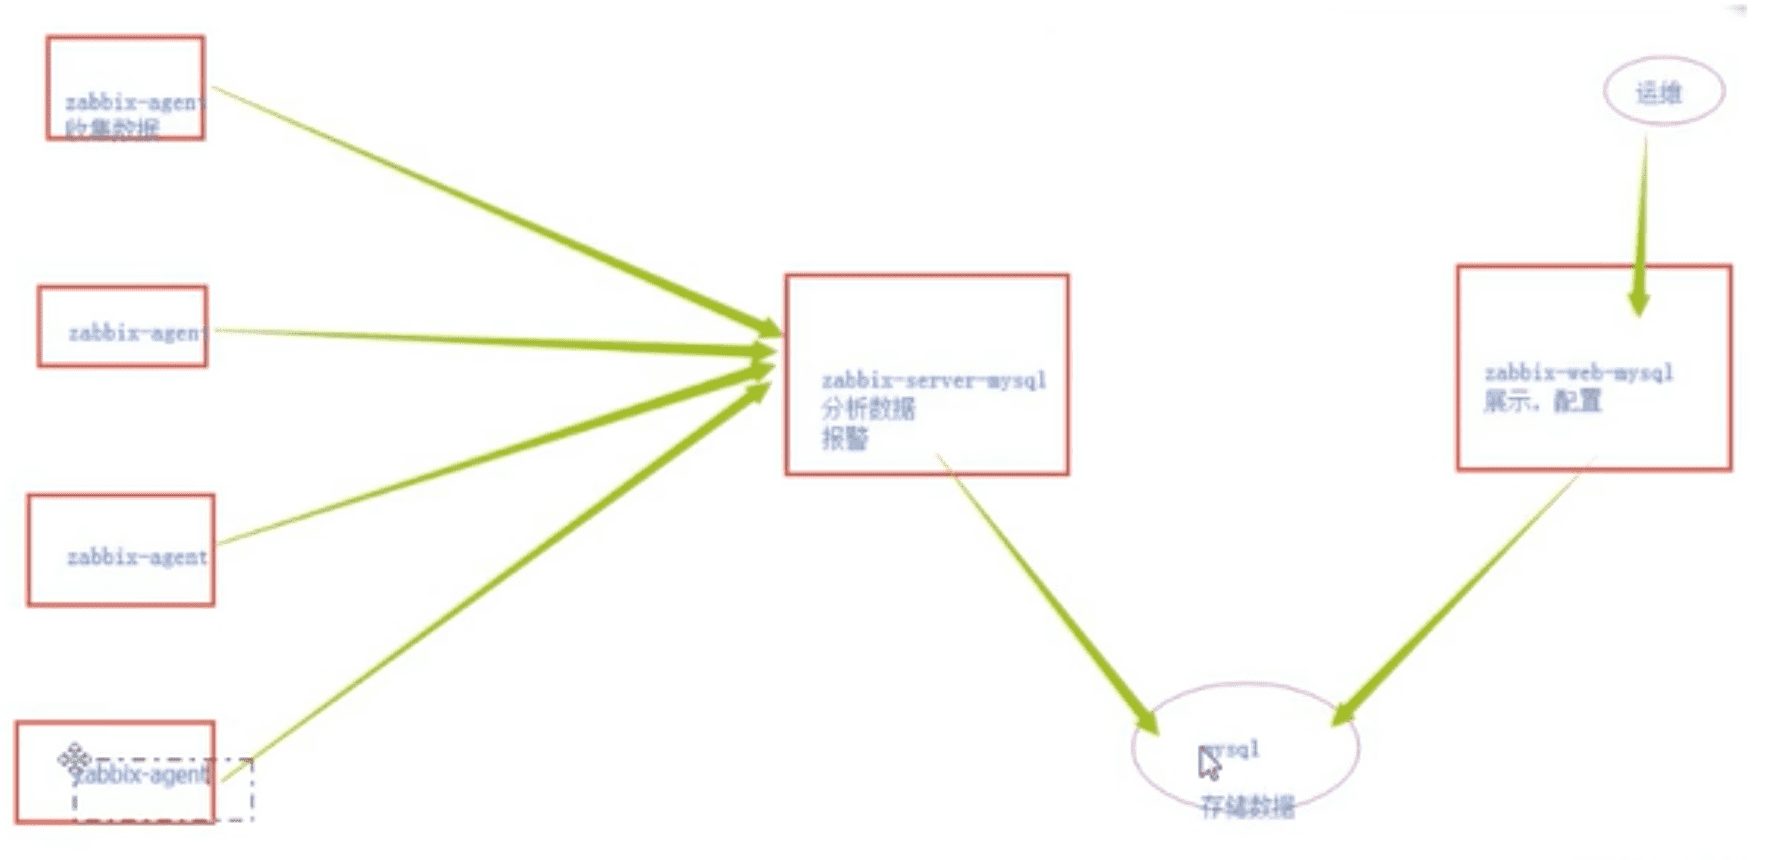 zabbix-agent
收集数据
zabbix-agent
zabbix-agent
zabbix-agent
zabbix-server-mysql
分析数据
报警
运维
zabbix-web-mysql
展示，配置
mysql
存储数据